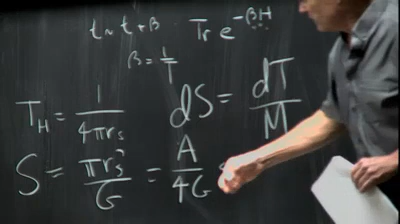 t ~ t + β    Tr e^{-βH}
β = 1/T
T_H = 1/(4πr_s)    dS = dT/M
S = πr_s²/G = A/4G